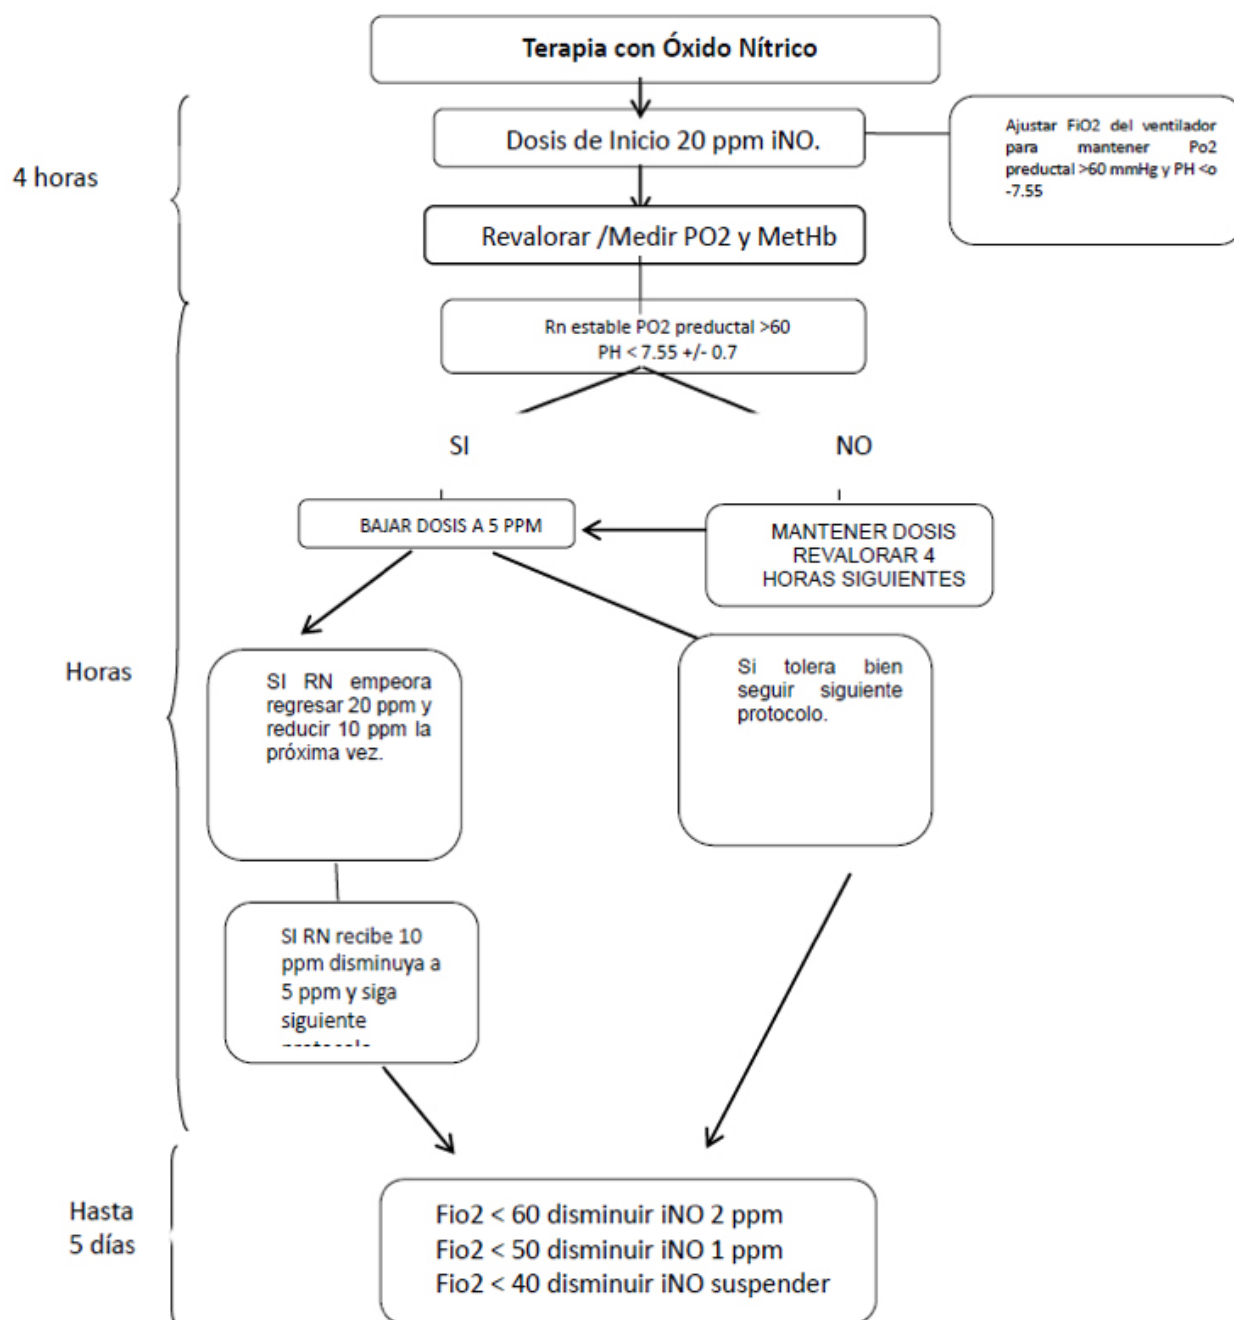 Terapia con Óxido Nítrico
Dosis de Inicio 20 ppm iNO.
Ajustar FiO2 del ventilador
para mantener Po2
preductal >60 mmHg y PH <o
-7.55
4 horas
Revalorar /Medir PO2 y MetHb
Rn estable PO2 preductal >60
PH < 7.55 +/- 0.7
SI
NO
BAJAR DOSIS A 5 PPM
MANTENER DOSIS
REVALORAR 4
HORAS SIGUIENTES
Horas
SI RN empeora
regresar 20 ppm y
reducir 10 ppm la
próxima vez.
Si tolera bien
seguir siguiente
protocolo.
SI RN recibe 10
ppm disminuya a
5 ppm y siga
siguiente
Hasta
5 días
Fio2 < 60 disminuir iNO 2 ppm
Fio2 < 50 disminuir iNO 1 ppm
Fio2 < 40 disminuir iNO suspender